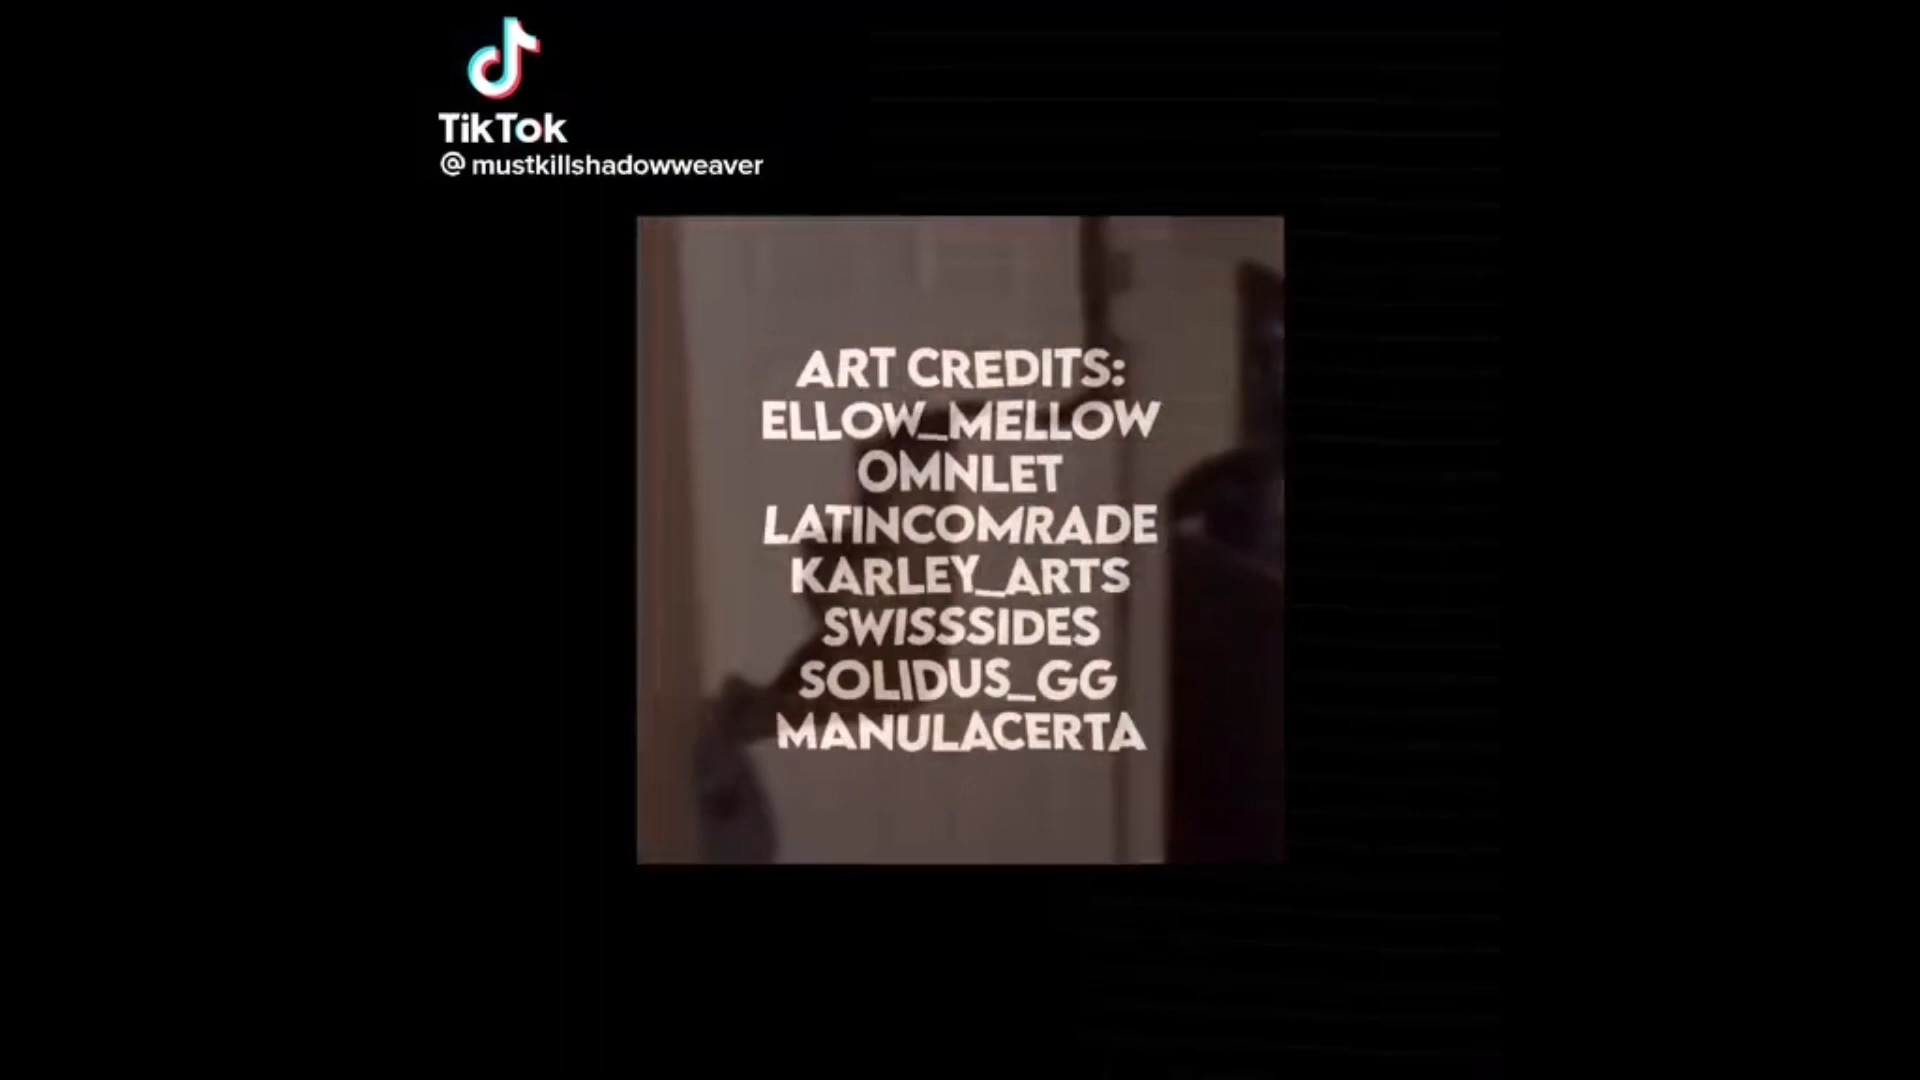 TikTok
@mustkillshadowweaver
ART CREDITS:
ELLOW_MELLOW
OMNLET
LATINCOMRADE
KARLEY_ARTS
SWISSSIDES
SOLIDUS_GG
MANULACERTA